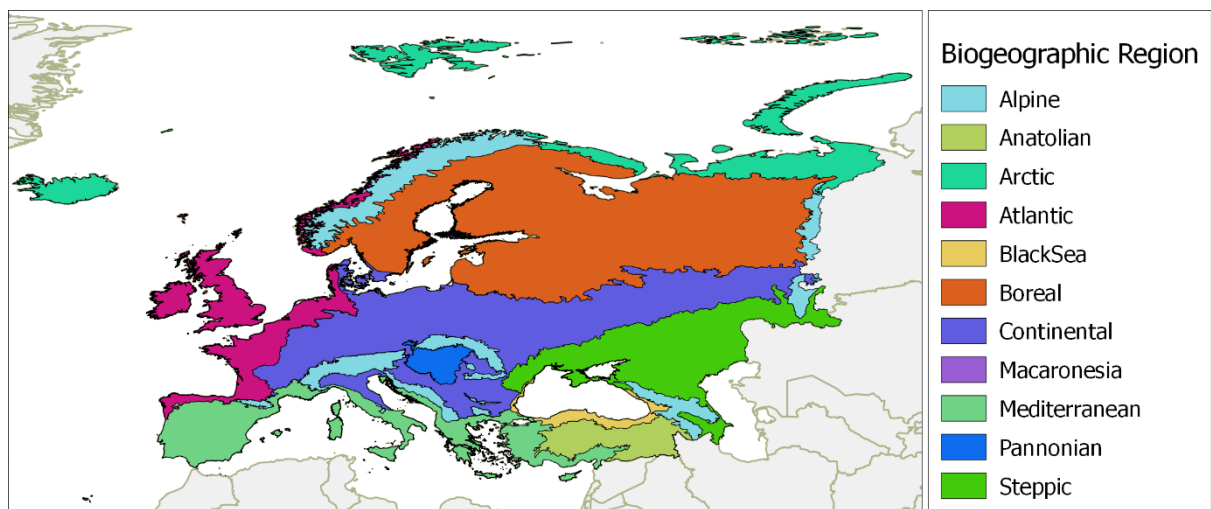 Biogeographic Region
Alpine
Anatolian
Arctic
Atlantic
BlackSea
Boreal
Continental
Macaronesia
Mediterranean
Pannonian
Steppic